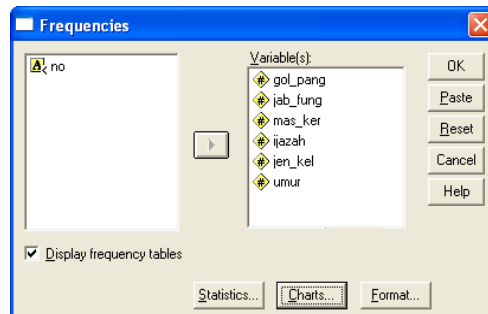 Frequencies
no
Variable(s):
gol_pang
jab_fung
mas_ker
ijazah
jen_kel
umur
OK
Paste
Reset
Cancel
Help
Display frequency tables
Statistics...
Charts...
Format...